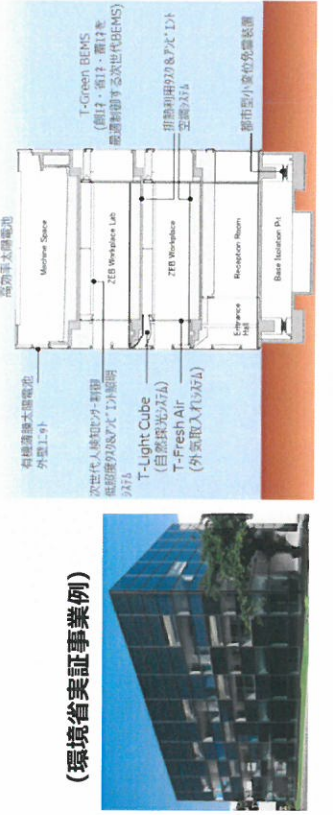 (環境省実証事業例)
高効率太陽電池
有機薄膜太陽電池
外壁ユニット
次世代人検知センサー制御
低照度タスク&アンビエント照明
システム
T-Light Cube
(自然採光システム)
T-Fresh Air
(外気取入れシステム)
Machine Space
ZEB Workplace Lab
ZEB Workplace
Reception Room
Entrance
Hall
Base Isolation Pit
T-Green BEMS
(創エネ・省エネ・蓄エネを
最適制御する次世代BEMS)
排熱利用タスク&アンビエント
空調システム
都市型小変位免震装置